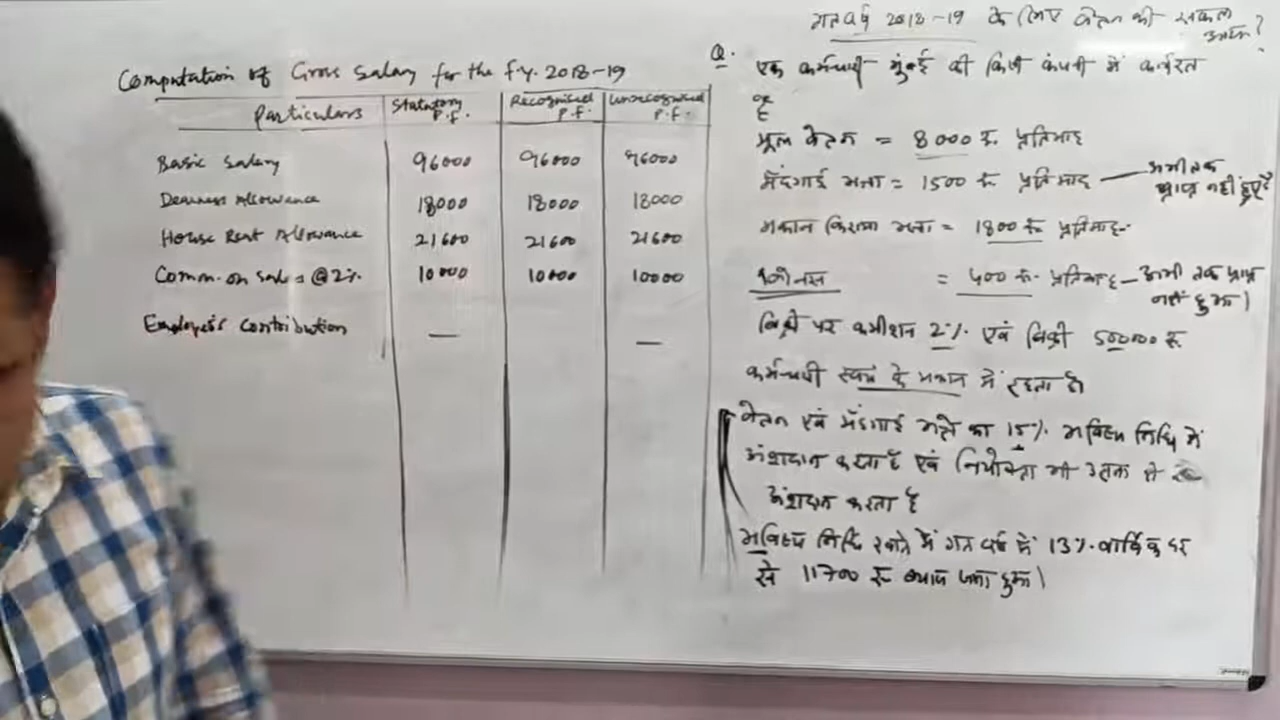 गतवर्ष 2018-19 के लिए वेतन की सकल
आय?
Computation of Gross Salary for the f.y. 2018-19
Particulars Statutory P.F. Recognised P.F. Unrecognised P.F.
Basic Salary 96000 96000 96000
Dearness Allowance 18000 18000 18000
House Rent Allowance 21600 21600 21600
Comm. on Sales @2% 10000 10000 10000
Employer's Contribution — —
Q. एक कर्मचारी मुंबई की किसी कंपनी में कार्यरत
है
मूल वेतन = 8000 रु. प्रतिमाह
मँहगाई भत्ता = 1500 रु प्रतिमाह — अभी तक
प्राप्त नहीं हुए है
मकान किराया भत्ता = 1800 रु प्रतिमाह.
बोनस = 400 रु. प्रतिमाह — अभी तक प्राप्त
नहीं हुआ।
बिक्री पर कमीशन 2% एवं बिक्री 500000 रु
कर्मचारी स्वयं के मकान में रहता है।
वेतन एवं मँहगाई भत्ते का 15% भविष्य निधि में
अंशदान करता है एवं नियोक्ता भी उतना ही
अंशदान करता है
भविष्य निधि खाते में गत वर्ष में 13% वार्षिक दर
से 11700 रु ब्याज जमा हुआ।